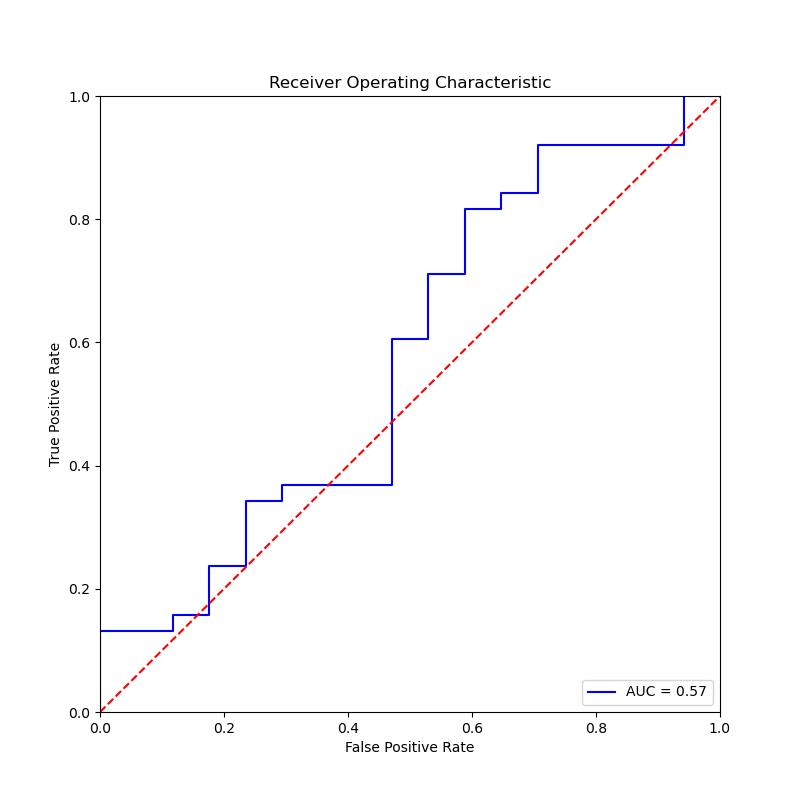 Receiver Operating Characteristic
1.0
0.8
0.6
0.4
0.2
0.0
True Positive Rate
AUC = 0.57
0.0 0.2 0.4 0.6 0.8 1.0
False Positive Rate